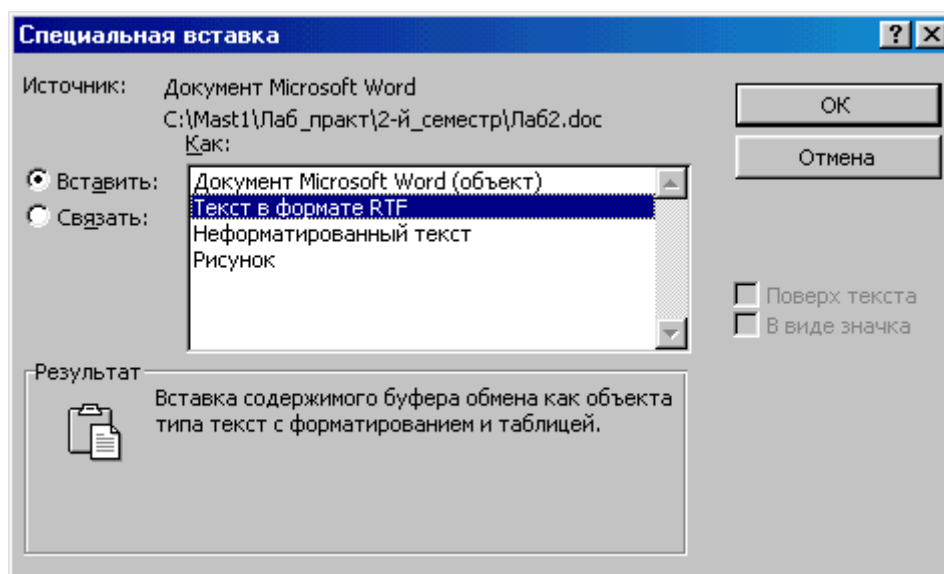 Специальная вставка
Источник: Документ Microsoft Word
C:\Mast1\Лаб_практ\2-й_семестр\Лаб2.doc
Как:
Вставить:
Связать:
Документ Microsoft Word (объект)
Текст в формате RTF
Неформатированный текст
Рисунок
ОК
Отмена
Поверх текста
В виде значка
Результат
Вставка содержимого буфера обмена как объекта
типа текст с форматированием и таблицей.